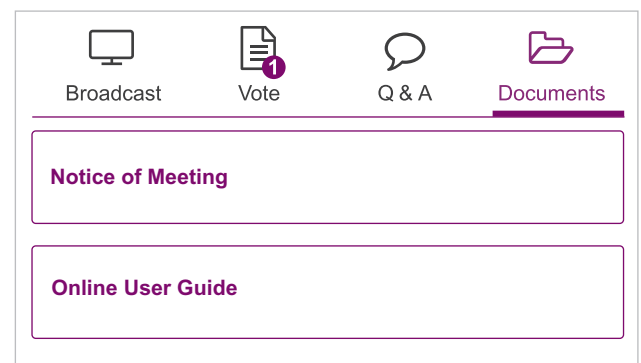 1
Broadcast Vote Q & A Documents
Notice of Meeting
Online User Guide